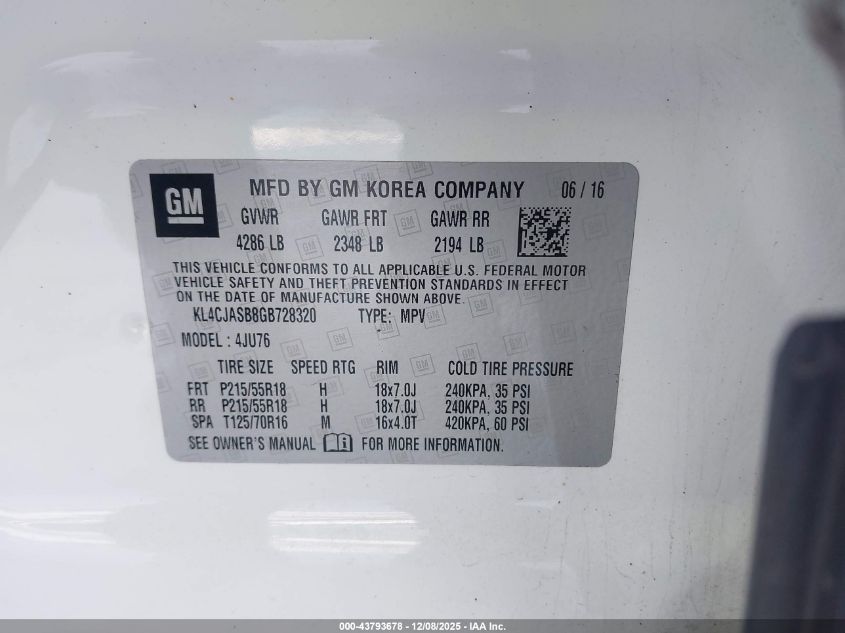 GM MFD BY GM KOREA COMPANY 06 / 16
GVWR GAWR FRT GAWR RR
4286 LB 2348 LB 2194 LB
THIS VEHICLE CONFORMS TO ALL APPLICABLE U.S. FEDERAL MOTOR
VEHICLE SAFETY AND THEFT PREVENTION STANDARDS IN EFFECT
ON THE DATE OF MANUFACTURE SHOWN ABOVE.
KL4CJASB8GB728320 TYPE: MPV
MODEL : 4JU76
TIRE SIZE SPEED RTG RIM COLD TIRE PRESSURE
FRT P215/55R18 H 18x7.0J 240KPA, 35 PSI
RR P215/55R18 H 18x7.0J 240KPA, 35 PSI
SPA T125/70R16 M 16x4.0T 420KPA, 60 PSI
SEE OWNER'S MANUAL FOR MORE INFORMATION.
000-43793678 - 12/08/2025 - IAA Inc.